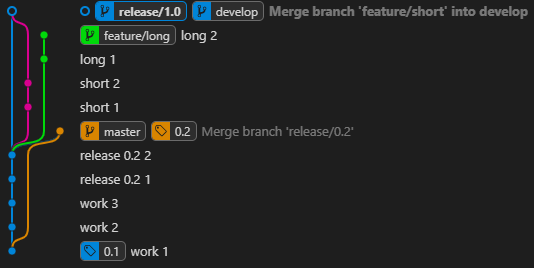 release/1.0 develop Merge branch 'feature/short' into develop
feature/long long 2
long 1
short 2
short 1
master 0.2 Merge branch 'release/0.2'
release 0.2 2
release 0.2 1
work 3
work 2
0.1 work 1